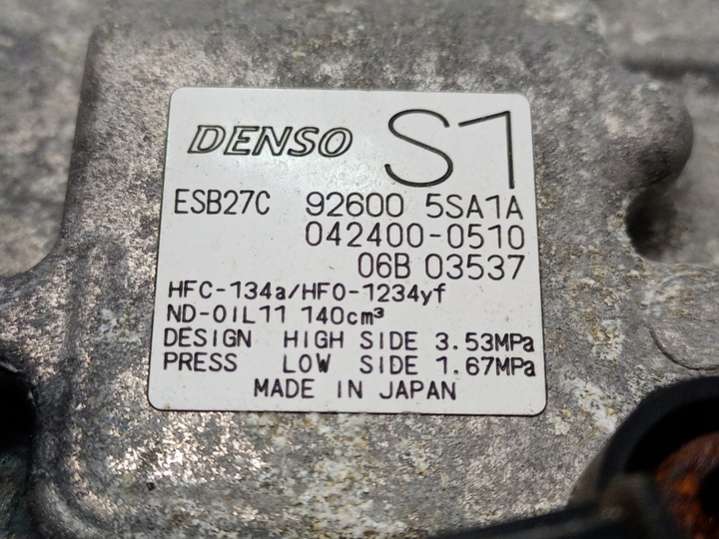 DENSO S1
ESB27C 92600 5SA1A
042400-0510
06B 03537
HFC-134a/HFO-1234yf
ND-OIL11 140cm³
DESIGN HIGH SIDE 3.53MPa
PRESS LOW SIDE 1.67MPa
MADE IN JAPAN